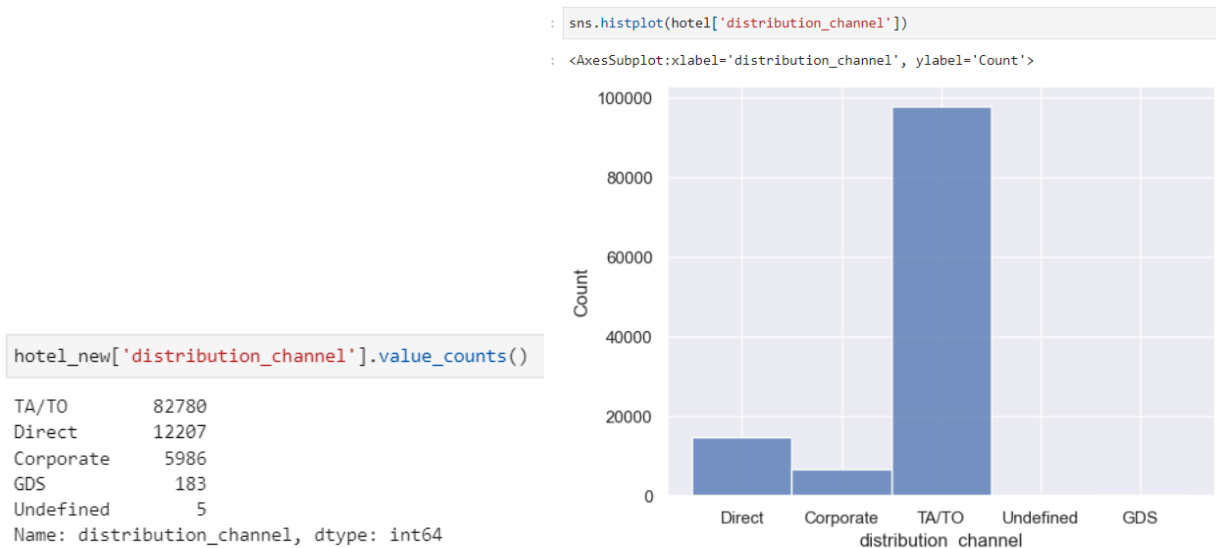 hotel_new['distribution_channel'].value_counts()
TA/TO 82780
Direct 12207
Corporate 5986
GDS 183
Undefined 5
Name: distribution_channel, dtype: int64
: sns.histplot(hotel['distribution_channel'])
: <AxesSubplot:xlabel='distribution_channel', ylabel='Count'>
100000
80000
60000
40000
20000
0
Count
Direct Corporate TA/TO Undefined GDS
distribution_channel